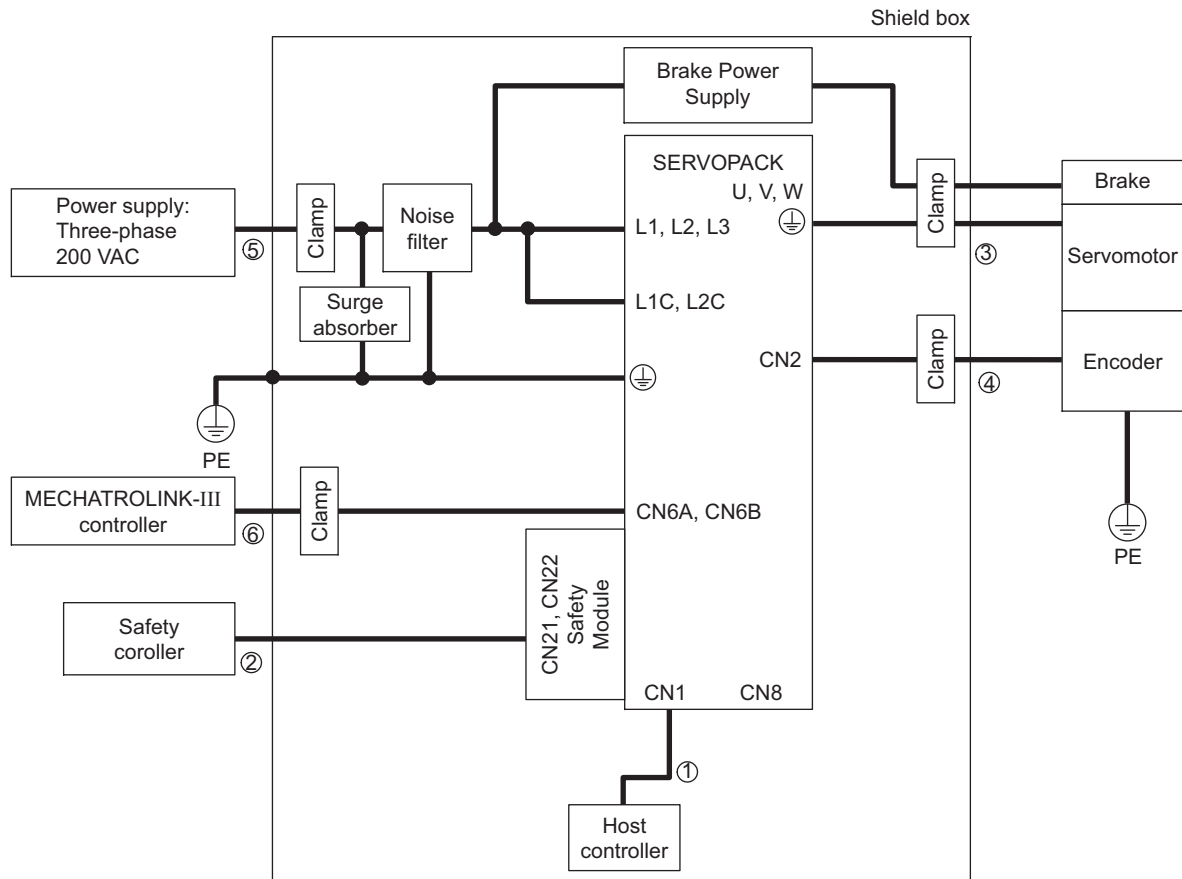 Shield box
Brake Power
Supply
SERVOPACK
U, V, W
Brake
Power supply:
Three-phase
200 VAC
⑤
Clamp
Noise
filter
L1, L2, L3
Clamp
③
Servomotor
Surge
absorber
L1C, L2C
CN2
Clamp
④
Encoder
PE
MECHATROLINK-III
controller
⑥
Clamp
CN6A, CN6B
PE
Safety
coroller
②
CN21, CN22
Safety
Module
CN1
CN8
①
Host
controller